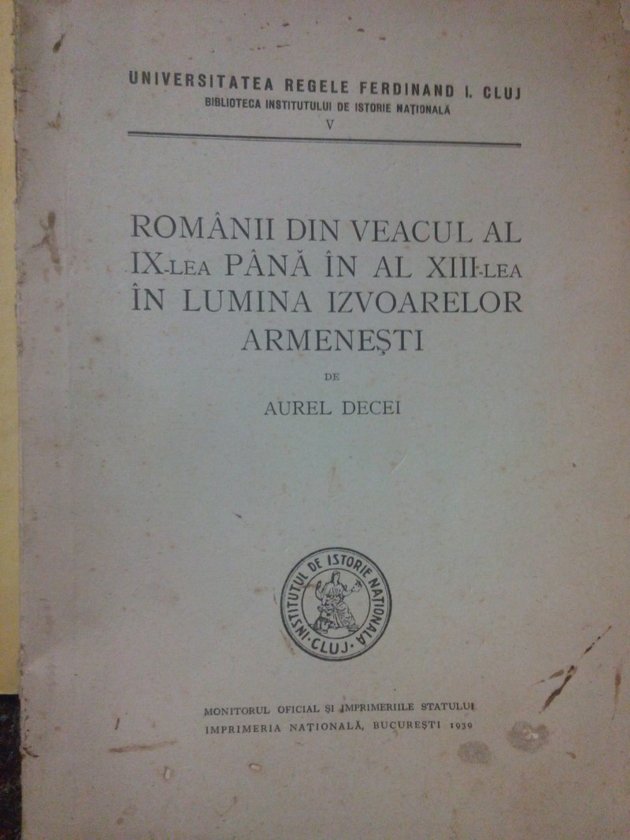 UNIVERSITATEA REGELE FERDINAND I. CLUJ
BIBLIOTECA INSTITUTULUI DE ISTORIE NAȚIONALĂ
V
ROMÂNII DIN VEACUL AL
IX-LEA PÂNĂ ÎN AL XIII-LEA
ÎN LUMINA IZVOARELOR
ARMENEȘTI
DE
AUREL DECEI
INSTITUTUL DE ISTORIE NAȚIONALĂ
· CLUJ ·
MONITORUL OFICIAL ȘI IMPRIMERIILE STATULUI
IMPRIMERIA NAȚIONALĂ, BUCUREȘTI 1939